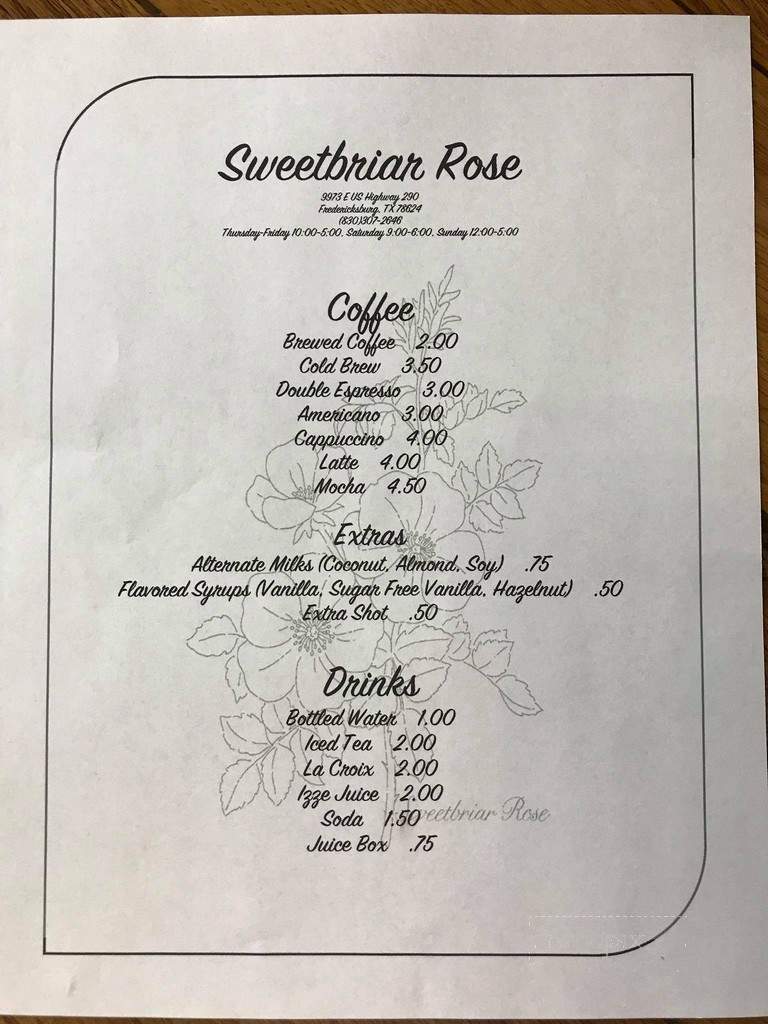 Sweetbriar Rose
9973 E US Highway 290
Fredericksburg, TX 78624
(830)307-2646
Thursday-Friday 10:00-5:00, Saturday 9:00-6:00, Sunday 12:00-5:00
Coffee
Brewed Coffee 2.00
Cold Brew 3.50
Double Espresso 3.00
Americano 3.00
Cappuccino 4.00
Latte 4.00
Mocha 4.50
Extras
Alternate Milks (Coconut, Almond, Soy) .75
Flavored Syrups (Vanilla, Sugar Free Vanilla, Hazelnut) .50
Extra Shot .50
Drinks
Bottled Water 1.00
Iced Tea 2.00
La Croix 2.00
Izze Juice 2.00
Soda 1.50
Sweetbriar Rose
Juice Box .75